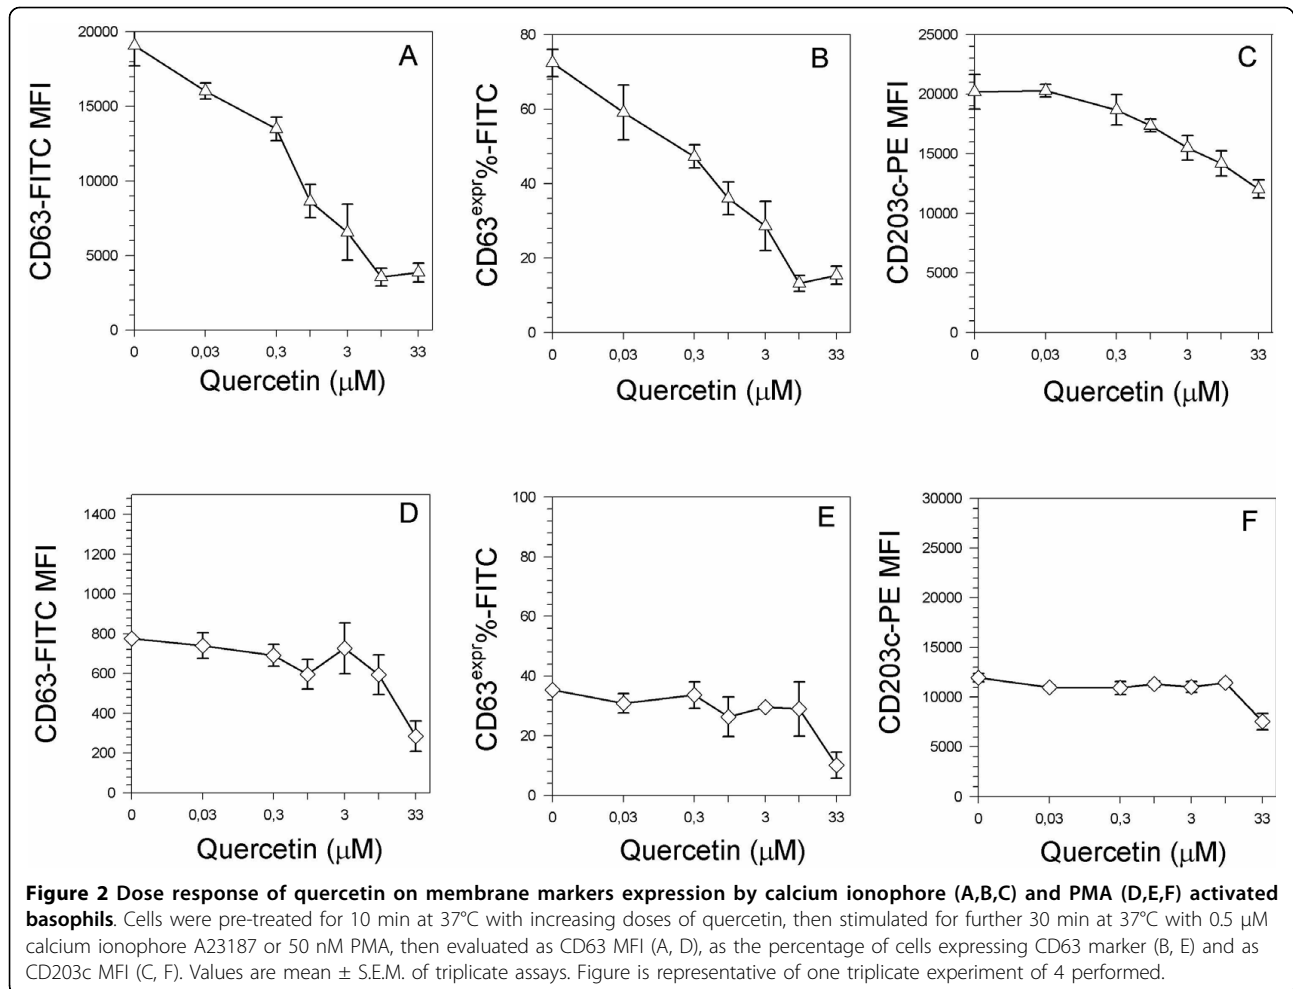 A
CD63-FITC MFI
20000
15000
10000
5000
0
0 0,03 0,3 3 33
Quercetin (μM)
B
CD63expr%-FITC
80
60
40
20
0
0 0,03 0,3 3 33
Quercetin (μM)
C
CD203c-PE MFI
25000
20000
15000
10000
5000
0
0 0,03 0,3 3 33
Quercetin (μM)
D
CD63-FITC MFI
1400
1200
1000
800
600
400
200
0
0 0,03 0,3 3 33
Quercetin (μM)
E
CD63expr%-FITC
100
80
60
40
20
0
0 0,03 0,3 3 33
Quercetin (μM)
F
CD203c-PE MFI
30000
25000
20000
15000
10000
5000
0
0 0,03 0,3 3 33
Quercetin (μM)
Figure 2 Dose response of quercetin on membrane markers expression by calcium ionophore (A,B,C) and PMA (D,E,F) activated
basophils. Cells were pre-treated for 10 min at 37°C with increasing doses of quercetin, then stimulated for further 30 min at 37°C with 0.5 μM
calcium ionophore A23187 or 50 nM PMA, then evaluated as CD63 MFI (A, D), as the percentage of cells expressing CD63 marker (B, E) and as
CD203c MFI (C, F). Values are mean ± S.E.M. of triplicate assays. Figure is representative of one triplicate experiment of 4 performed.